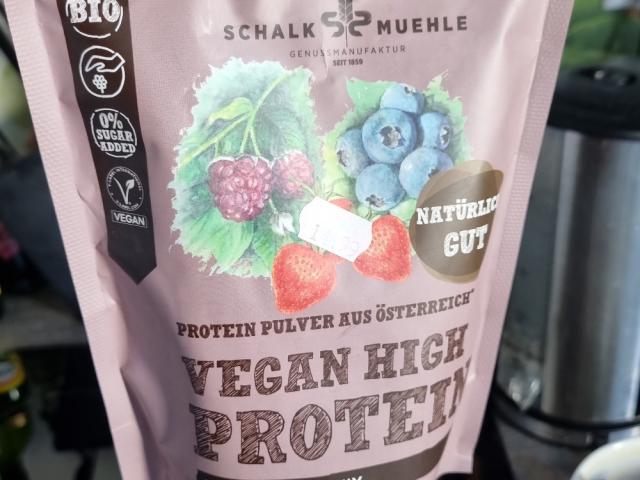 BIO
SCHALK MUEHLE
GENUSSMANUFAKTUR
SEIT 1859
0%
SUGAR
ADDED
VEGAN
NATÜRLICH
GUT
PROTEIN PULVER AUS ÖSTERREICH*
VEGAN HIGH
PROTEIN